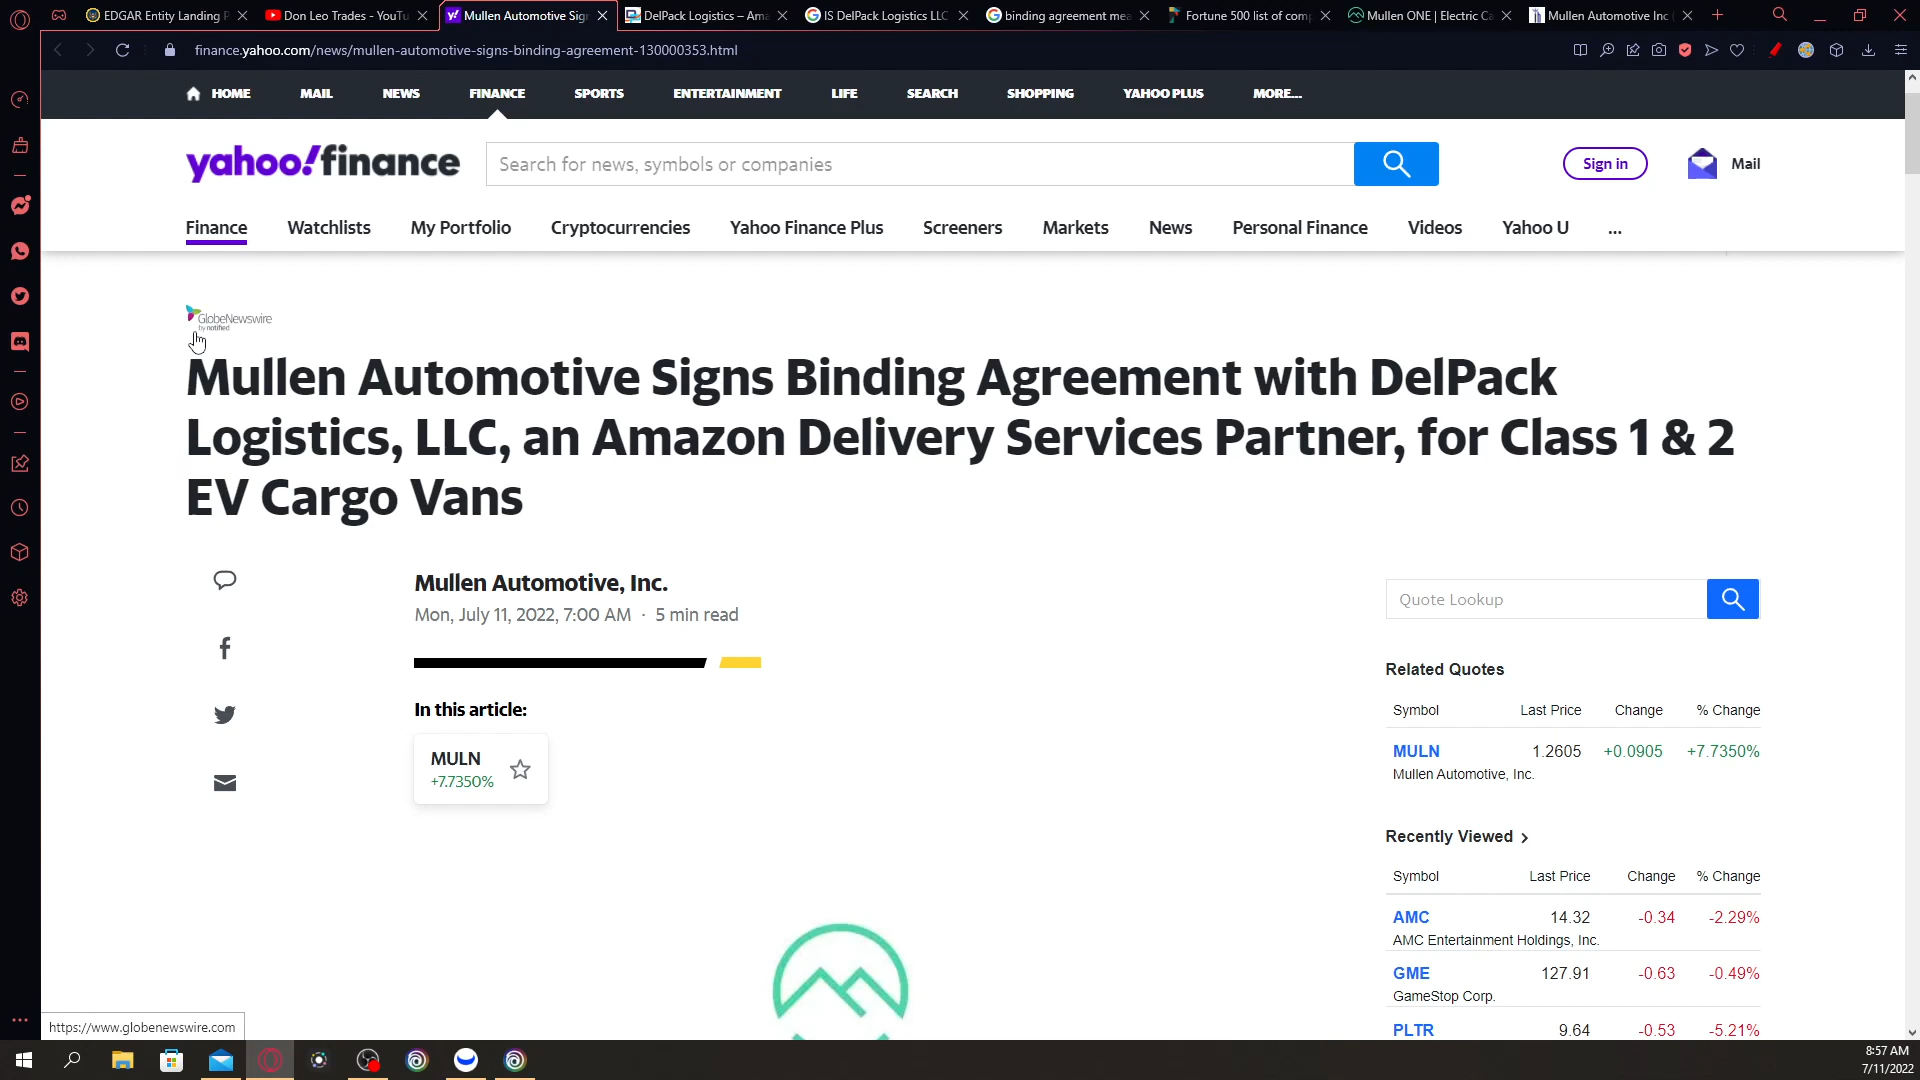 EDGAR Entity Landing P
Don Leo Trades - YouTu
Mullen Automotive Sig
DelPack Logistics – Ama
IS DelPack Logistics LLC
binding agreement mea
Fortune 500 list of comp
Mullen ONE | Electric Ca
Mullen Automotive Inc (
finance.yahoo.com/news/mullen-automotive-signs-binding-agreement-130000353.html
HOME MAIL NEWS FINANCE SPORTS ENTERTAINMENT LIFE SEARCH SHOPPING YAHOO PLUS MORE...
yahoo!finance
Search for news, symbols or companies
Sign in
Mail
Finance Watchlists My Portfolio Cryptocurrencies Yahoo Finance Plus Screeners Markets News Personal Finance Videos Yahoo U ...
GlobeNewswire
by notified
Mullen Automotive Signs Binding Agreement with DelPack
Logistics, LLC, an Amazon Delivery Services Partner, for Class 1 & 2
EV Cargo Vans
Mullen Automotive, Inc.
Mon, July 11, 2022, 7:00 AM · 5 min read
In this article:
MULN
+7.7350%
Quote Lookup
Related Quotes
Symbol Last Price Change % Change
MULN 1.2605 +0.0905 +7.7350%
Mullen Automotive, Inc.
Recently Viewed
Symbol Last Price Change % Change
AMC 14.32 -0.34 -2.29%
AMC Entertainment Holdings, Inc.
GME 127.91 -0.63 -0.49%
GameStop Corp.
PLTR 9.64 -0.53 -5.21%
https://www.globenewswire.com
8:57 AM
7/11/2022